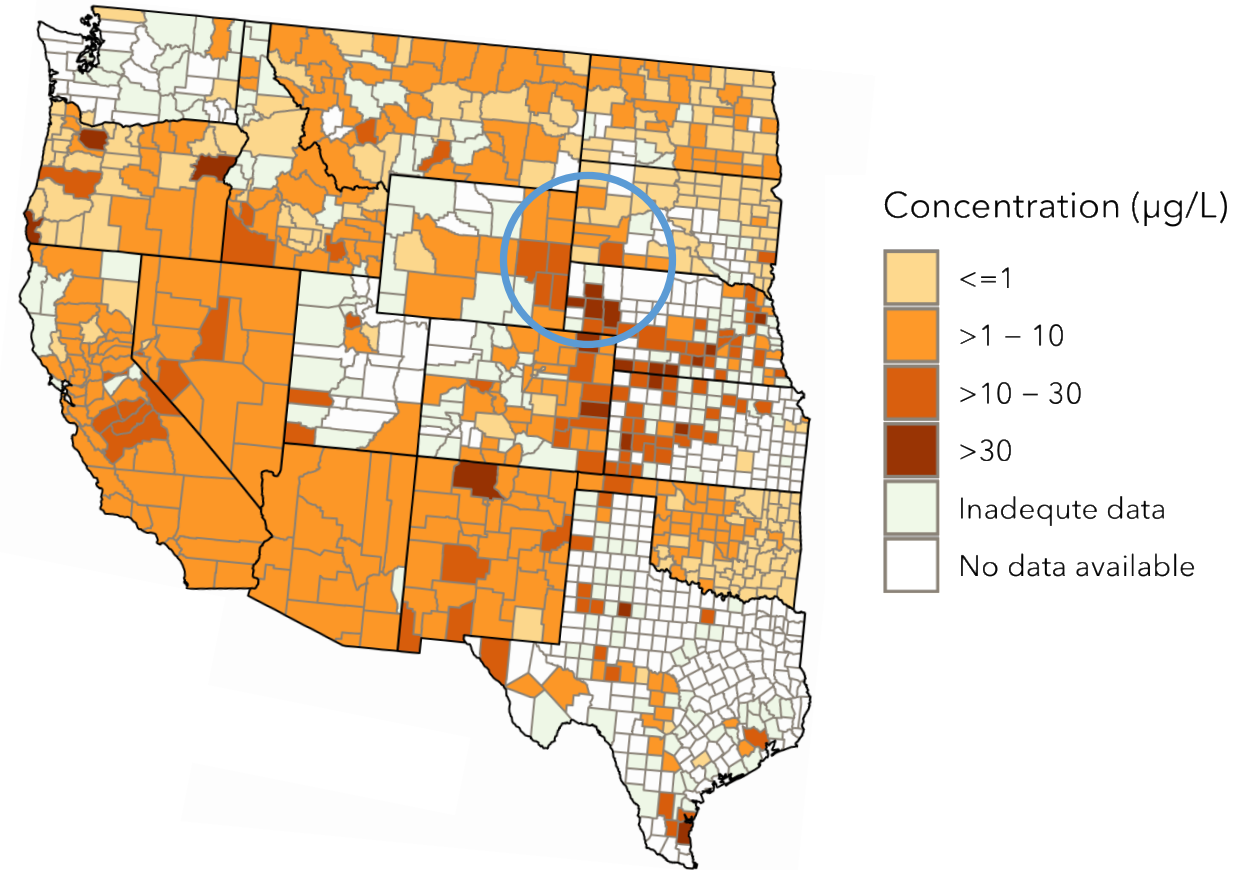 Concentration (µg/L)
<=1
>1 – 10
>10 – 30
>30
Inadequte data
No data available